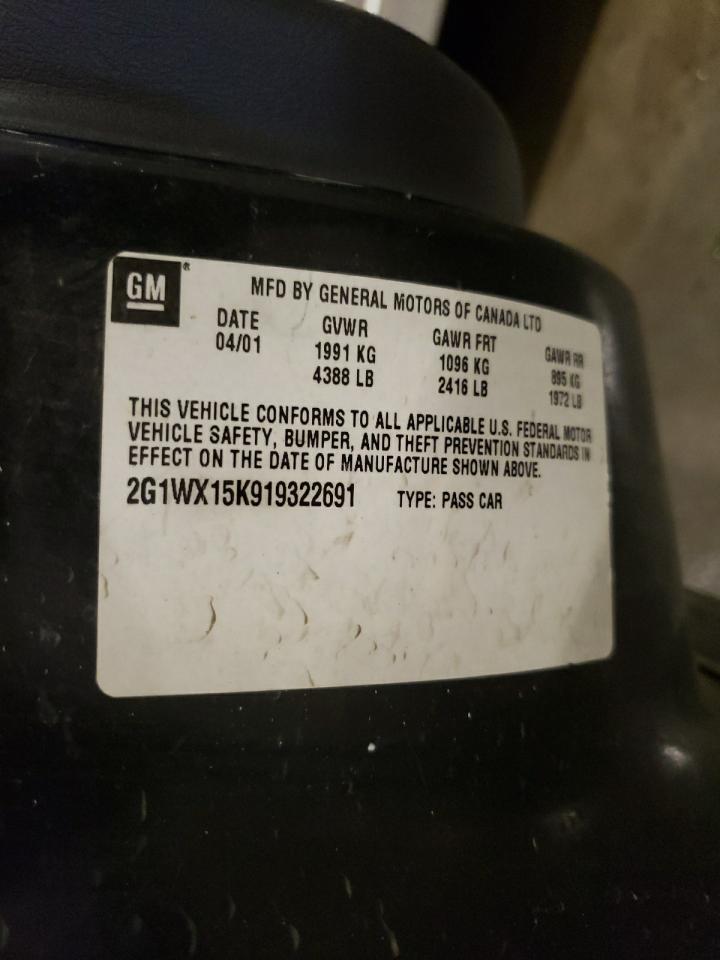 GM®
MFD BY GENERAL MOTORS OF CANADA LTD
DATE GVWR GAWR FRT GAWR RR
04/01 1991 KG 1096 KG 895 KG
4388 LB 2416 LB 1972 LB
THIS VEHICLE CONFORMS TO ALL APPLICABLE U.S. FEDERAL MOTOR
VEHICLE SAFETY, BUMPER, AND THEFT PREVENTION STANDARDS IN
EFFECT ON THE DATE OF MANUFACTURE SHOWN ABOVE.
2G1WX15K919322691 TYPE: PASS CAR